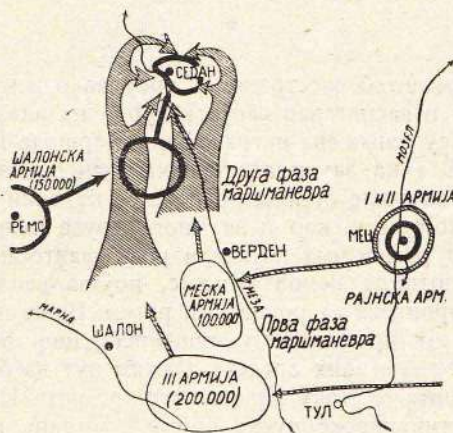 СЕДАН
МОЗЕЛ
ШАЛОНСКА
АРМИЈА
(150000)
Друга фаза
маршманевра
РЕМС
I и II АРМИЈА
МЕЦ
ВЕРДЕН
РАЈНСКА АРМ.
МЕСКА
АРМИЈА
100.000
МЕЗА
Прва фаза
маршманевра
МАРНА
ШАЛОН
III АРМИЈА
(200.000)
ТУЛ